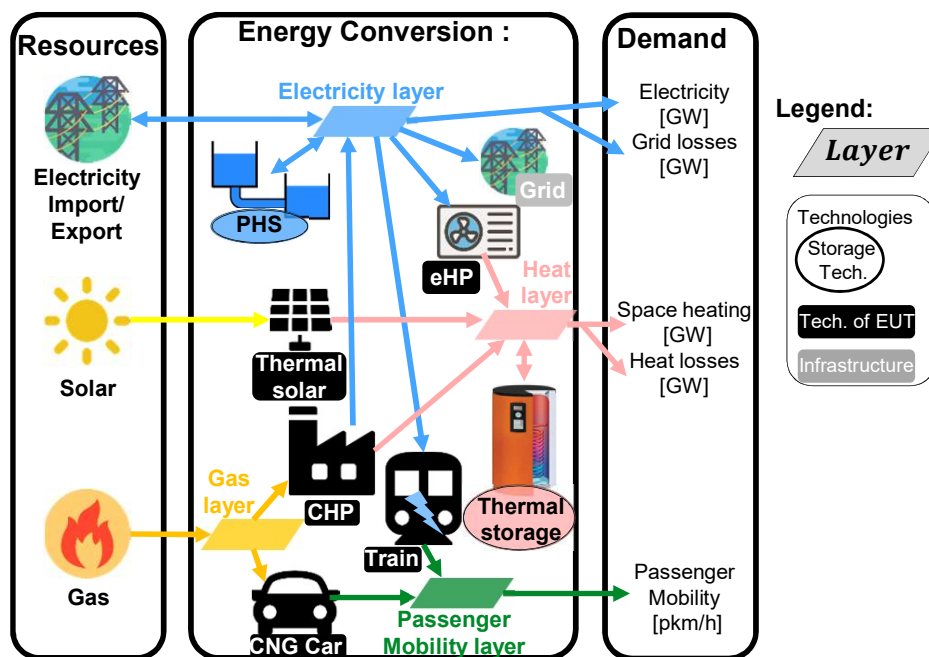 Resources
Energy Conversion :
Demand
Electricity layer
Electricity
[GW]
Grid losses
[GW]
Legend:
Layer
Electricity
Import/
Export
PHS
Grid
eHP
Technologies
Storage
Tech.
Tech. of EUT
Infrastructure
Heat
layer
Space heating
[GW]
Heat losses
[GW]
Solar
Thermal
solar
Gas
layer
CHP
Train
Thermal
storage
Gas
CNG Car
Passenger
Mobility layer
Passenger
Mobility
[pkm/h]